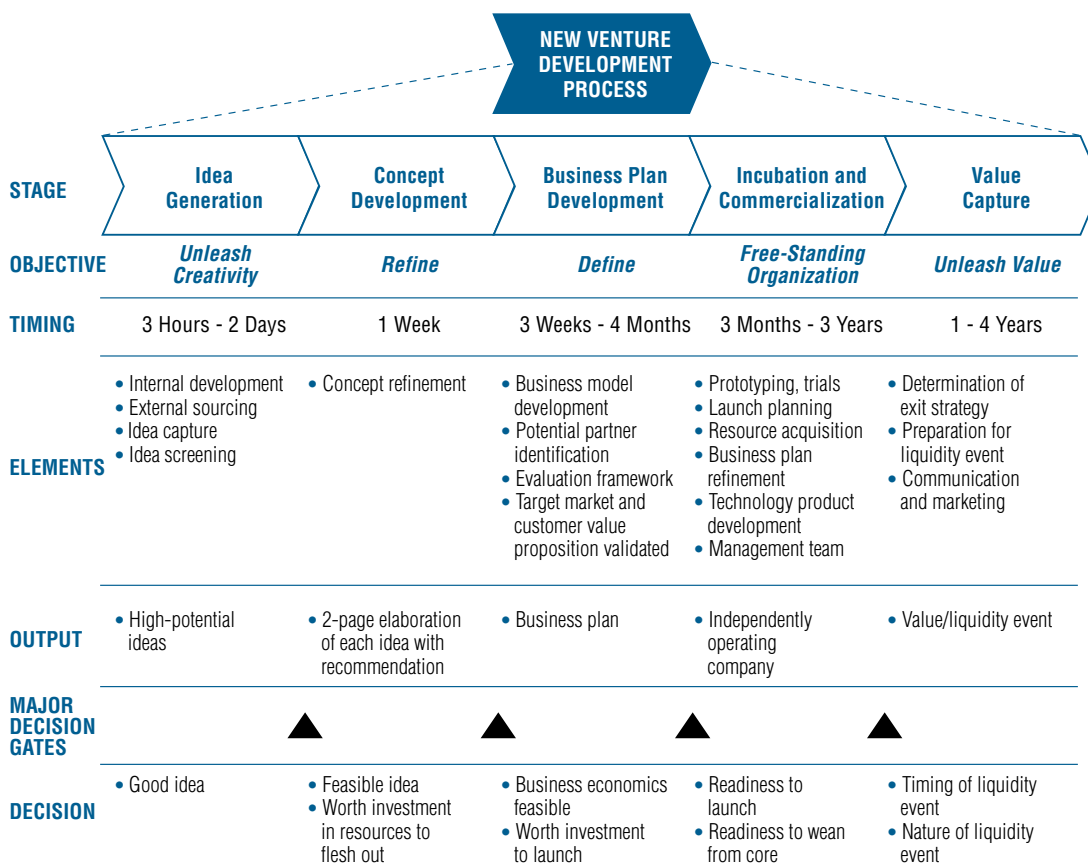 NEW VENTURE
DEVELOPMENT
PROCESS
STAGE
Idea
Generation
Concept
Development
Business Plan
Development
Incubation and
Commercialization
Value
Capture
OBJECTIVE
Unleash
Creativity
Refine
Define
Free-Standing
Organization
Unleash Value
TIMING
3 Hours - 2 Days
1 Week
3 Weeks - 4 Months
3 Months - 3 Years
1 - 4 Years
ELEMENTS
• Internal development
• External sourcing
• Idea capture
• Idea screening
• Concept refinement
• Business model
development
• Potential partner
identification
• Evaluation framework
• Target market and
customer value
proposition validated
• Prototyping, trials
• Launch planning
• Resource acquisition
• Business plan
refinement
• Technology product
development
• Management team
• Determination of
exit strategy
• Preparation for
liquidity event
• Communication
and marketing
OUTPUT
• High-potential
ideas
• 2-page elaboration
of each idea with
recommendation
• Business plan
• Independently
operating
company
• Value/liquidity event
MAJOR
DECISION
GATES
DECISION
• Good idea
• Feasible idea
• Worth investment
in resources to
flesh out
• Business economics
feasible
• Worth investment
to launch
• Readiness to
launch
• Readiness to wean
from core
• Timing of liquidity
event
• Nature of liquidity
event